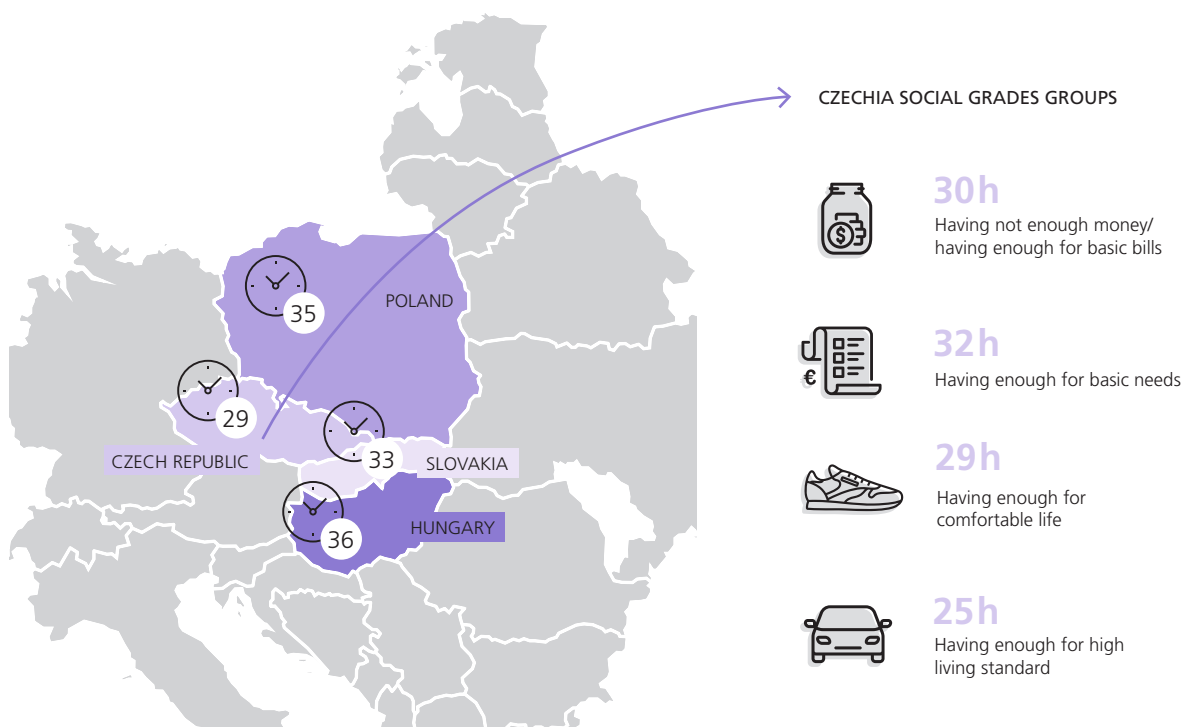 CZECHIA SOCIAL GRADES GROUPS
30h
Having not enough money/
having enough for basic bills
$
35
POLAND
32h
Having enough for basic needs
€
29
CZECH REPUBLIC
33
SLOVAKIA
29h
Having enough for
comfortable life
36
HUNGARY
25h
Having enough for high
living standard